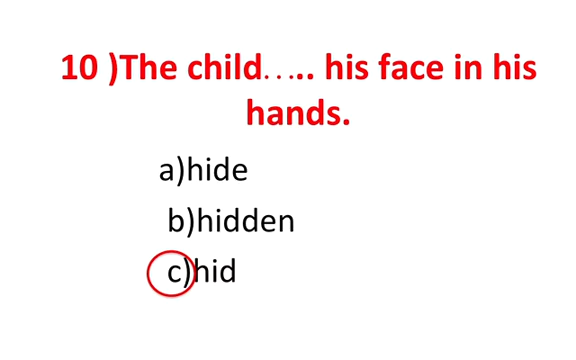 10 )The child..... his face in his
hands.
a)hide
b)hidden
c)hid